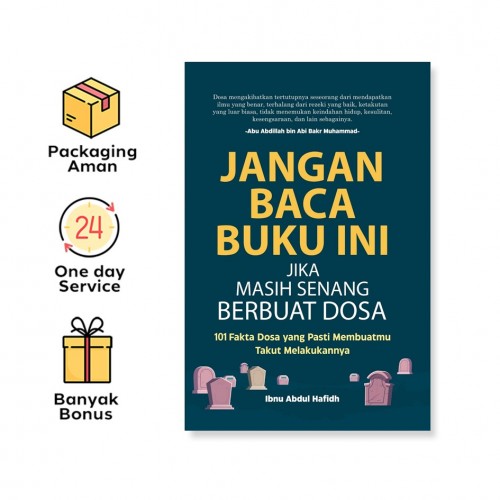 Packaging
Aman
24
One day
Service
Banyak
Bonus
Dosa mengakibatkan tertutupnya seseorang dari mendapatkan
ilmu yang benar, terhalang dari rezeki yang baik, ketakutan
yang luar biasa, tidak menemukan keindahan hidup, kesulitan,
kesengsaraan, dan lain sebagainya.
-Abu Abdillah bin Abi Bakr Muhammad-
JANGAN
BACA
BUKU INI
JIKA
MASIH SENANG
BERBUAT DOSA
101 Fakta Dosa yang Pasti Membuatmu
Takut Melakukannya
Ibnu Abdul Hafidh